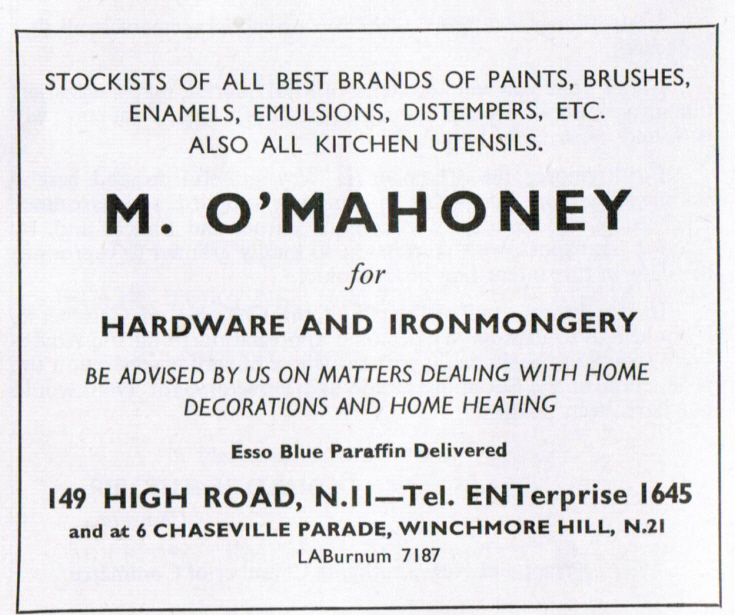 STOCKISTS OF ALL BEST BRANDS OF PAINTS, BRUSHES,
ENAMELS, EMULSIONS, DISTEMPERS, ETC.
ALSO ALL KITCHEN UTENSILS.
M. O'MAHONEY
for
HARDWARE AND IRONMONGERY
BE ADVISED BY US ON MATTERS DEALING WITH HOME
DECORATIONS AND HOME HEATING
Esso Blue Paraffin Delivered
149 HIGH ROAD, N.11—Tel. ENTerprise 1645
and at 6 CHASEVILLE PARADE, WINCHMORE HILL, N.21
LABurnum 7187